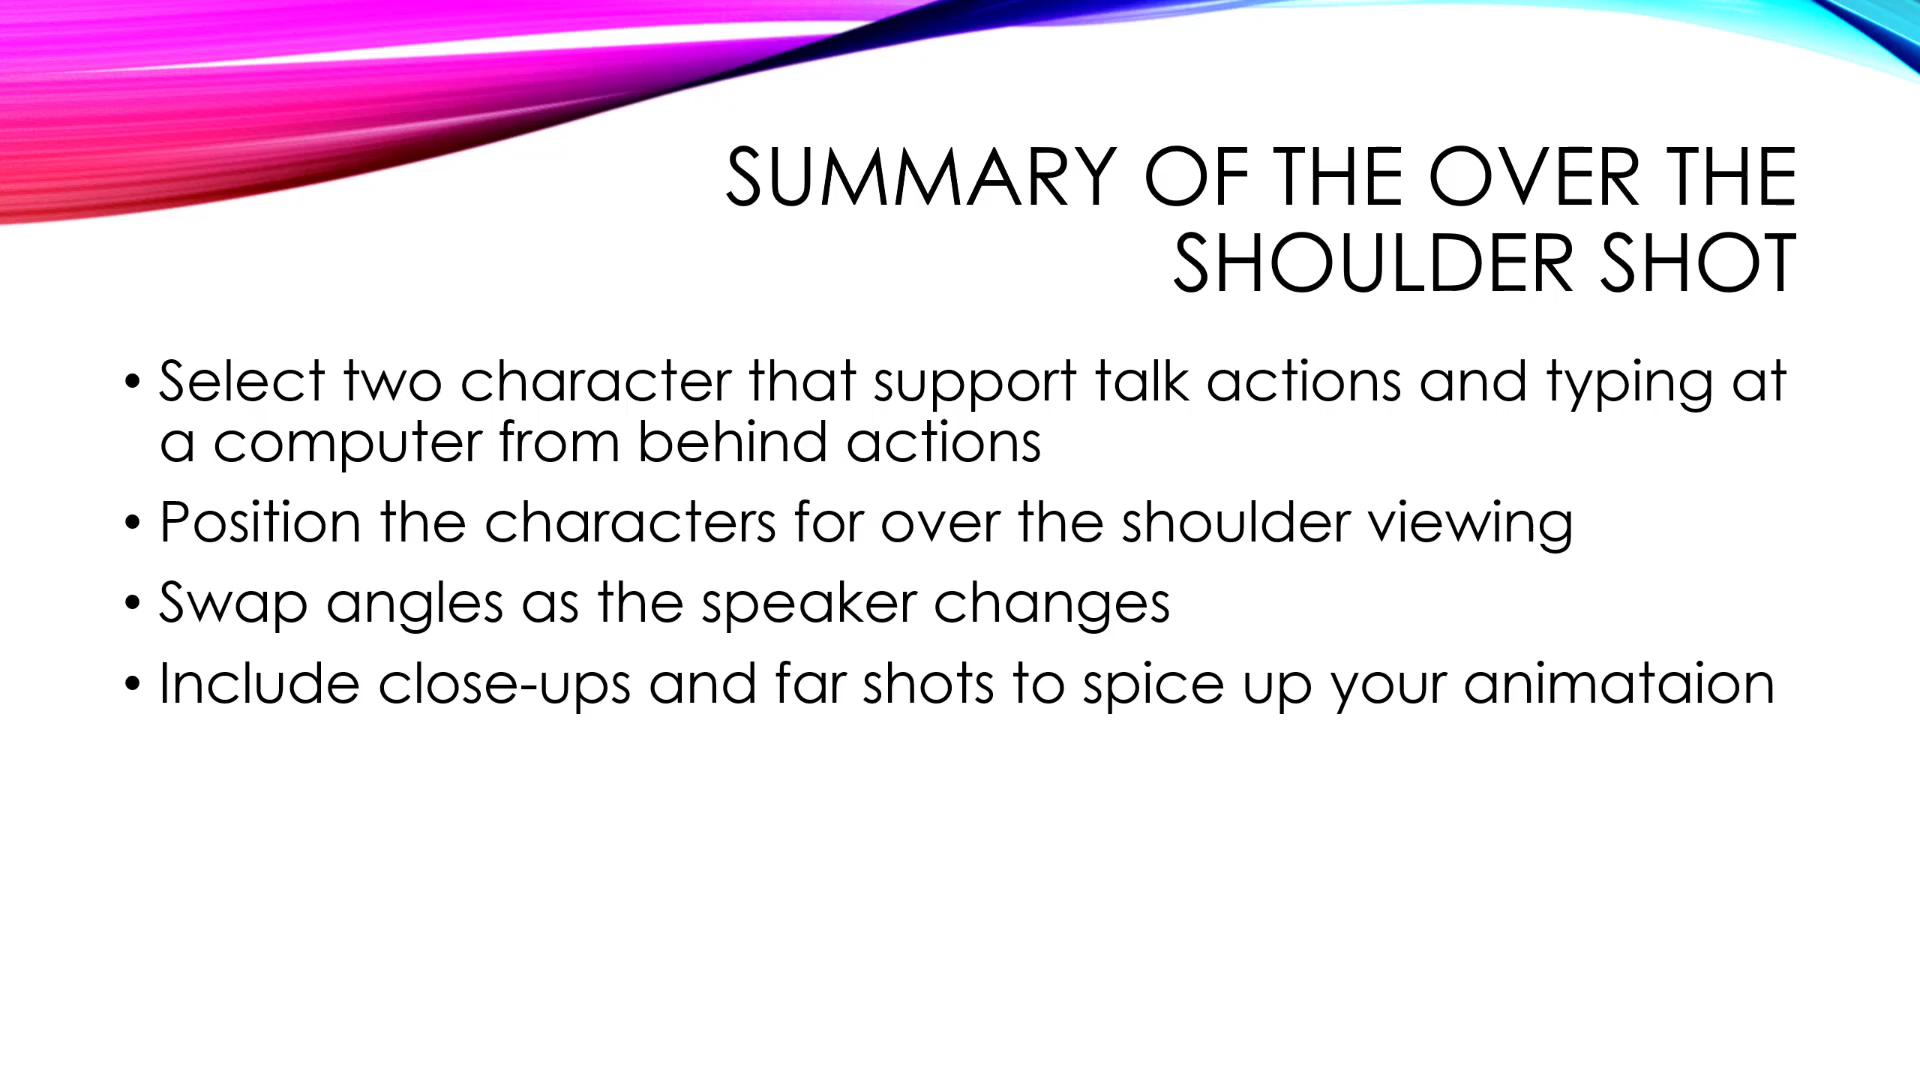 SUMMARY OF THE OVER THE
SHOULDER SHOT
• Select two character that support talk actions and typing at
a computer from behind actions
• Position the characters for over the shoulder viewing
• Swap angles as the speaker changes
• Include close-ups and far shots to spice up your animataion